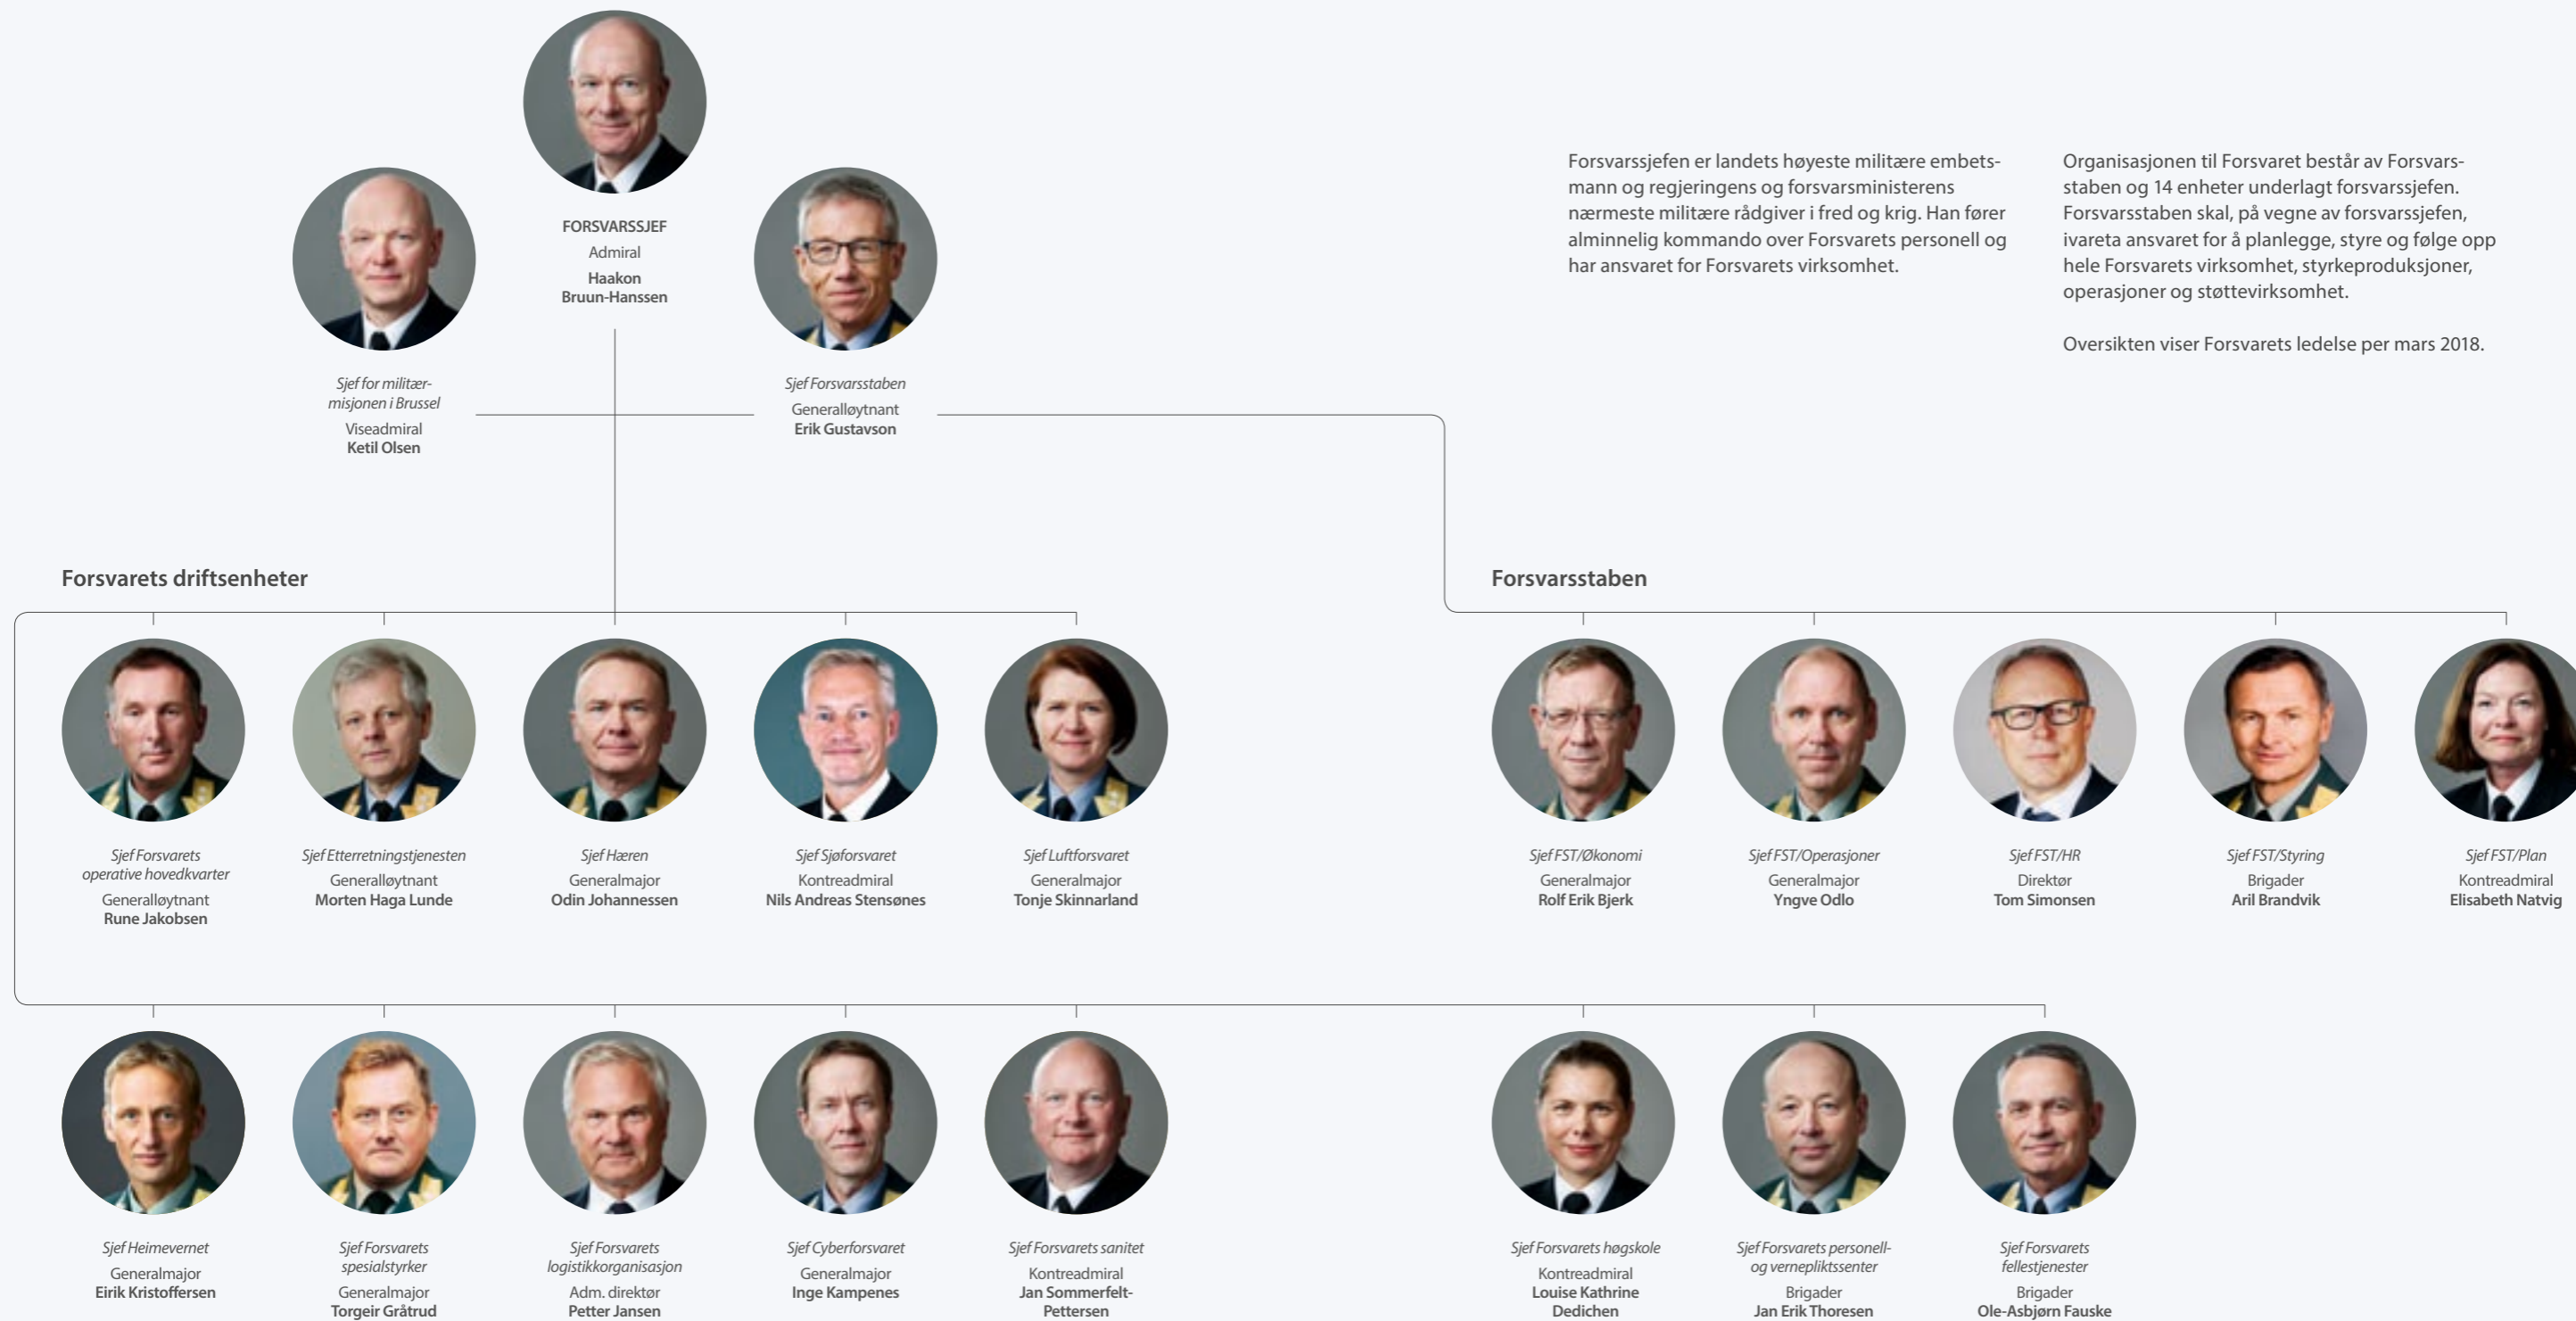 FORSVARSSJEF
Admiral
Haakon
Bruun-Hanssen
Sjef for militær-
misjonen i Brussel
Viseadmiral
Ketil Olsen
Sjef Forsvarsstaben
Generalløytnant
Erik Gustavson
Forsvarssjefen er landets høyeste militære embets-
mann og regjeringens og forsvarsministerens
nærmeste militære rådgiver i fred og krig. Han fører
alminnelig kommando over Forsvarets personell og
har ansvaret for Forsvarets virksomhet.
Organisasjonen til Forsvaret består av Forsvars-
staben og 14 enheter underlagt forsvarssjefen.
Forsvarsstaben skal, på vegne av forsvarssjefen,
ivareta ansvaret for å planlegge, styre og følge opp
hele Forsvarets virksomhet, styrkeproduksjoner,
operasjoner og støttevirksomhet.
Oversikten viser Forsvarets ledelse per mars 2018.
Forsvarets driftsenheter
Sjef Forsvarets
operative hovedkvarter
Generalløytnant
Rune Jakobsen
Sjef Etterretningstjenesten
Generalløytnant
Morten Haga Lunde
Sjef Hæren
Generalmajor
Odin Johannessen
Sjef Sjøforsvaret
Kontreadmiral
Nils Andreas Stensønes
Sjef Luftforsvaret
Generalmajor
Tonje Skinnarland
Forsvarsstaben
Sjef FST/Økonomi
Generalmajor
Rolf Erik Bjerk
Sjef FST/Operasjoner
Generalmajor
Yngve Odlo
Sjef FST/HR
Direktør
Tom Simonsen
Sjef FST/Styring
Brigader
Aril Brandvik
Sjef FST/Plan
Kontreadmiral
Elisabeth Natvig
Sjef Heimevernet
Generalmajor
Eirik Kristoffersen
Sjef Forsvarets
spesialstyrker
Generalmajor
Torgeir Gråtrud
Sjef Forsvarets
logistikkorganisasjon
Adm. direktør
Petter Jansen
Sjef Cyberforsvaret
Generalmajor
Inge Kampenes
Sjef Forsvarets sanitet
Kontreadmiral
Jan Sommerfelt-
Pettersen
Sjef Forsvarets høgskole
Kontreadmiral
Louise Kathrine
Dedichen
Sjef Forsvarets personell-
og vernepliktssenter
Brigader
Jan Erik Thoresen
Sjef Forsvarets
fellestjenester
Brigader
Ole-Asbjørn Fauske